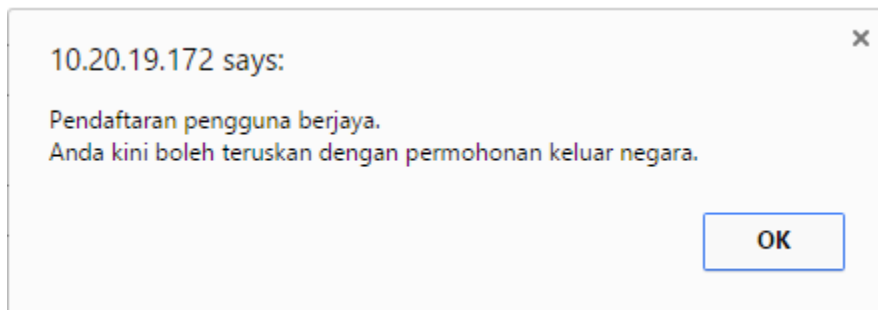 10.20.19.172 says:
Pendaftaran pengguna berjaya.
Anda kini boleh teruskan dengan permohonan keluar negara.
OK